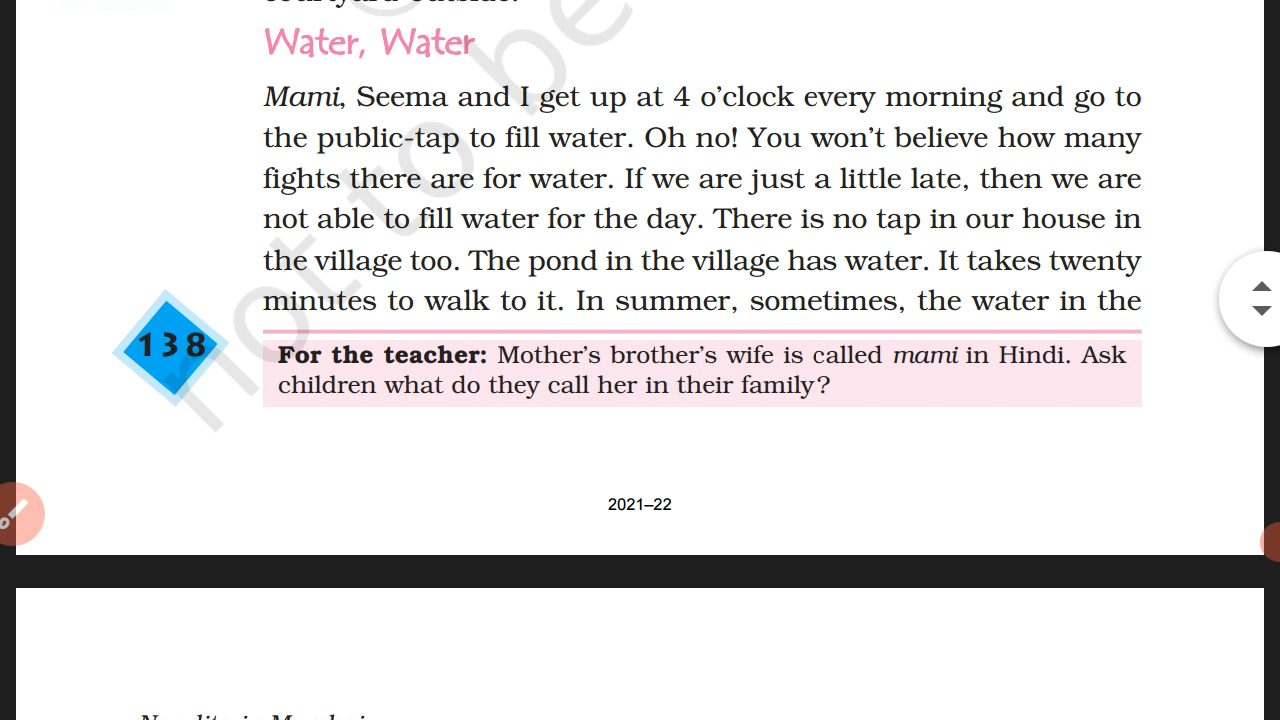 Water, Water
Mami, Seema and I get up at 4 o’clock every morning and go to
the public-tap to fill water. Oh no! You won’t believe how many
fights there are for water. If we are just a little late, then we are
not able to fill water for the day. There is no tap in our house in
the village too. The pond in the village has water. It takes twenty
minutes to walk to it. In summer, sometimes, the water in the
138
For the teacher: Mother’s brother’s wife is called mami in Hindi. Ask
children what do they call her in their family?
not to be
2021–22